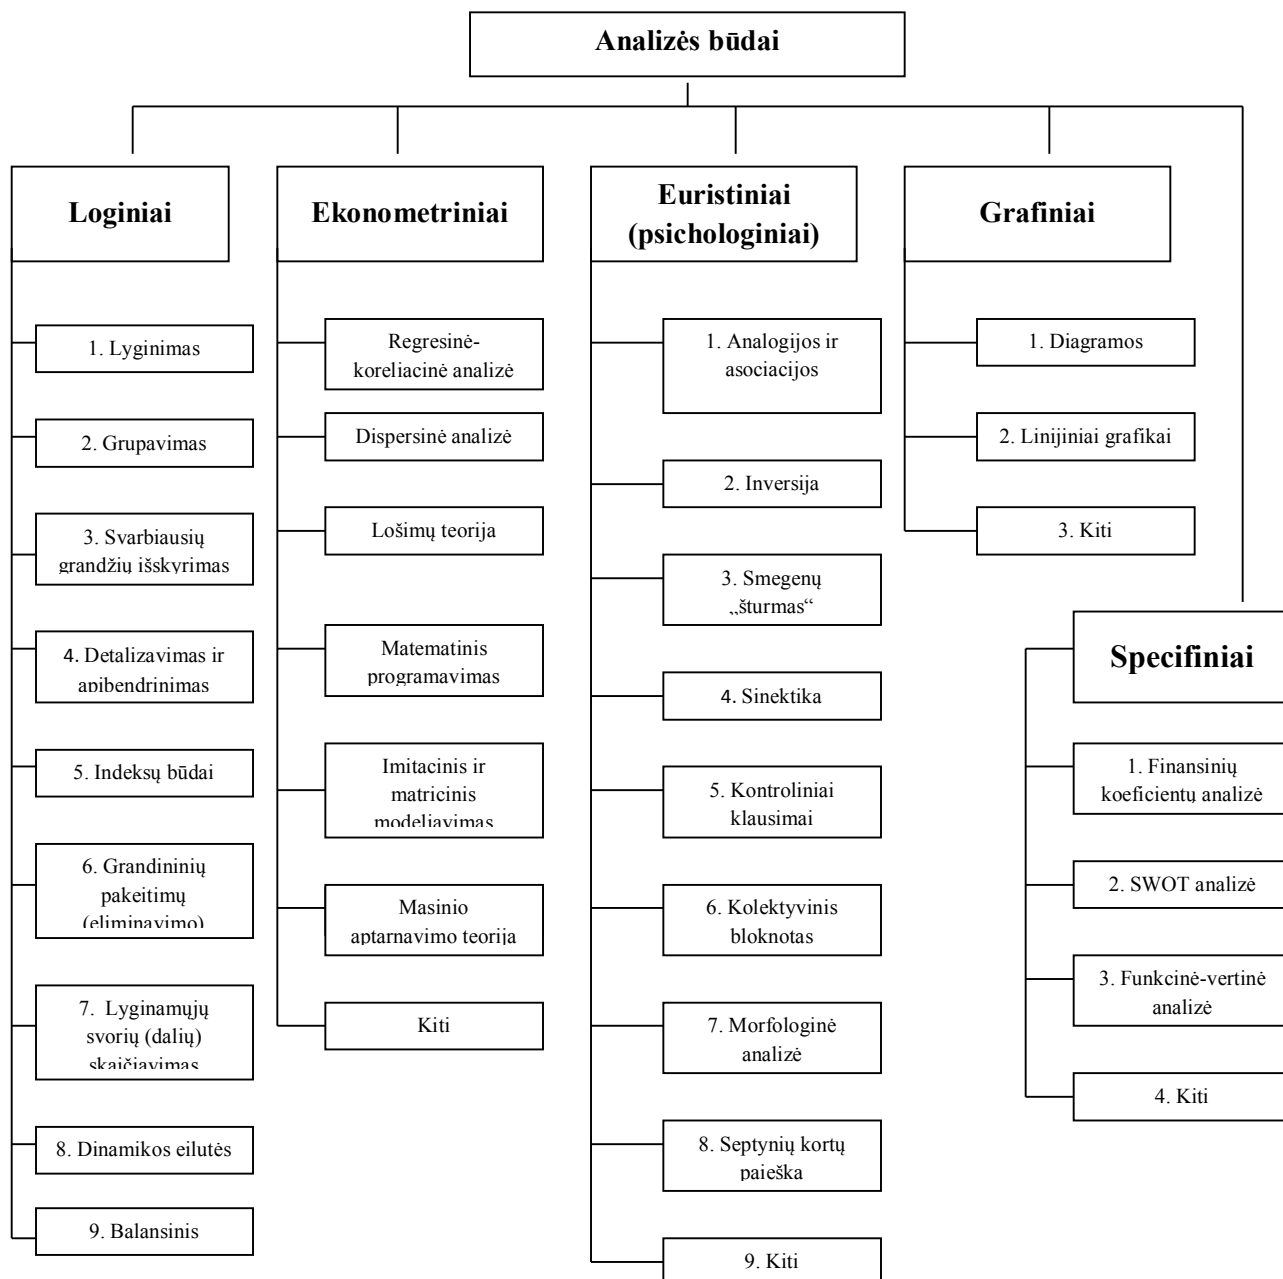 Analizės būdai
Loginiai
1. Lyginimas
2. Grupavimas
3. Svarbiausių
grandžių išskyrimas
4. Detalizavimas ir
apibendrinimas
5. Indeksų būdai
6. Grandininių
pakeitimų
(eliminavimo)
7. Lyginamųjų
svorių (dalių)
skaičiavimas
8. Dinamikos eilutės
9. Balansinis
Ekonometriniai
Regresinė-
koreliacinė analizė
Dispersinė analizė
Lošimų teorija
Matematinis
programavimas
Imitacinis ir
matricinis
modeliavimas
Masinio
aptarnavimo teorija
Kiti
Euristiniai
(psichologiniai)
1. Analogijos ir
asociacijos
2. Inversija
3. Smegenų
„šturmas“
4. Sinektika
5. Kontroliniai
klausimai
6. Kolektyvinis
bloknotas
7. Morfologinė
analizė
8. Septynių kortų
paieška
9. Kiti
Grafiniai
1. Diagramos
2. Linijiniai grafikai
3. Kiti
Specifiniai
1. Finansinių
koeficientų analizė
2. SWOT analizė
3. Funkcinė-vertinė
analizė
4. Kiti